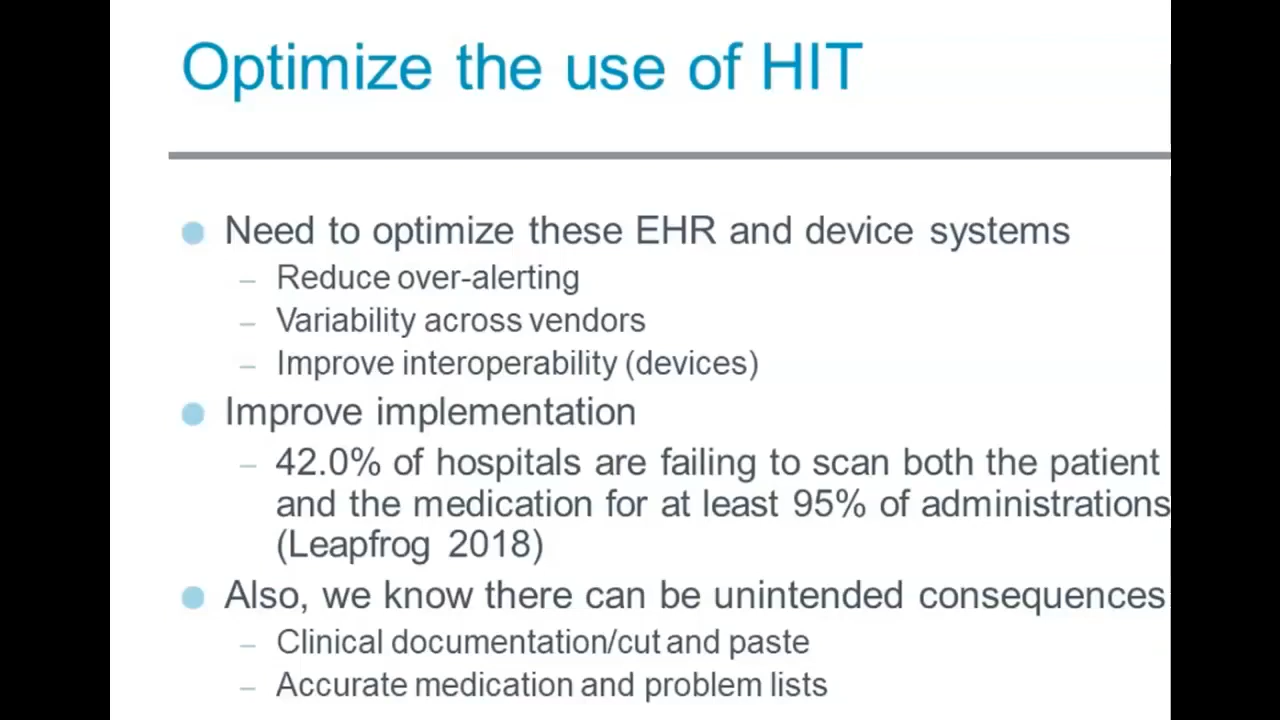 Optimize the use of HIT
Need to optimize these EHR and device systems
– Reduce over-alerting
– Variability across vendors
– Improve interoperability (devices)
Improve implementation
– 42.0% of hospitals are failing to scan both the patient
and the medication for at least 95% of administrations
(Leapfrog 2018)
Also, we know there can be unintended consequences
– Clinical documentation/cut and paste
– Accurate medication and problem lists